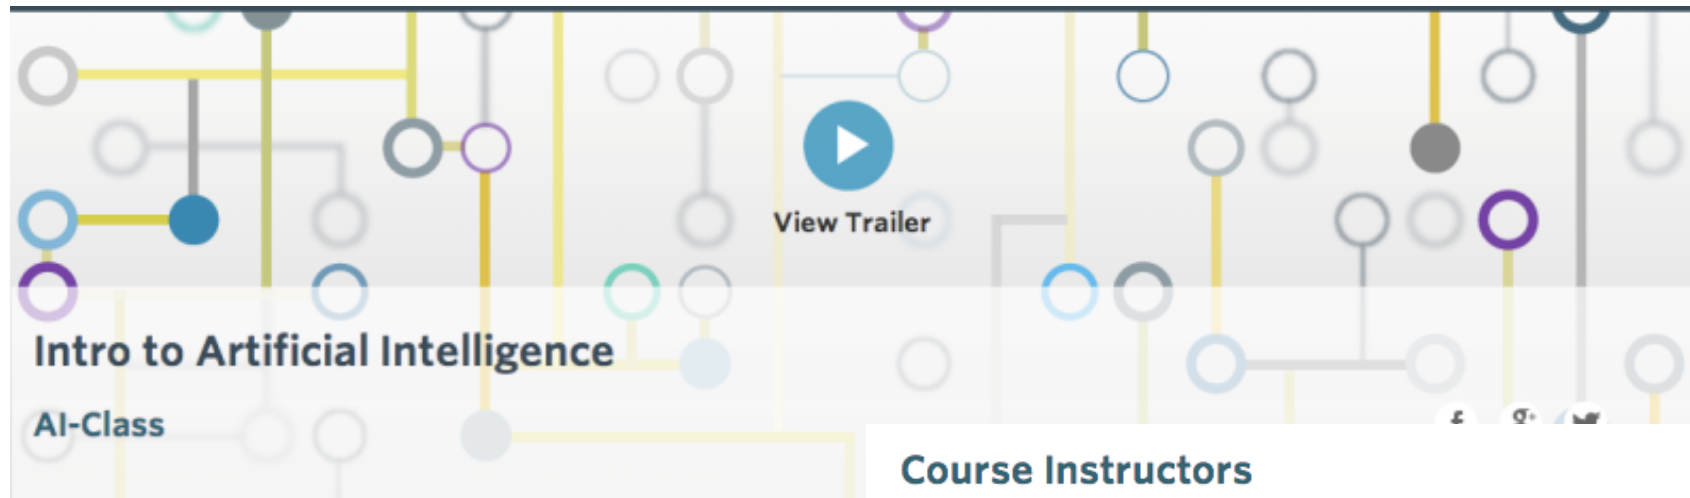 View Trailer
Intro to Artificial Intelligence
AI-Class
Course Instructors